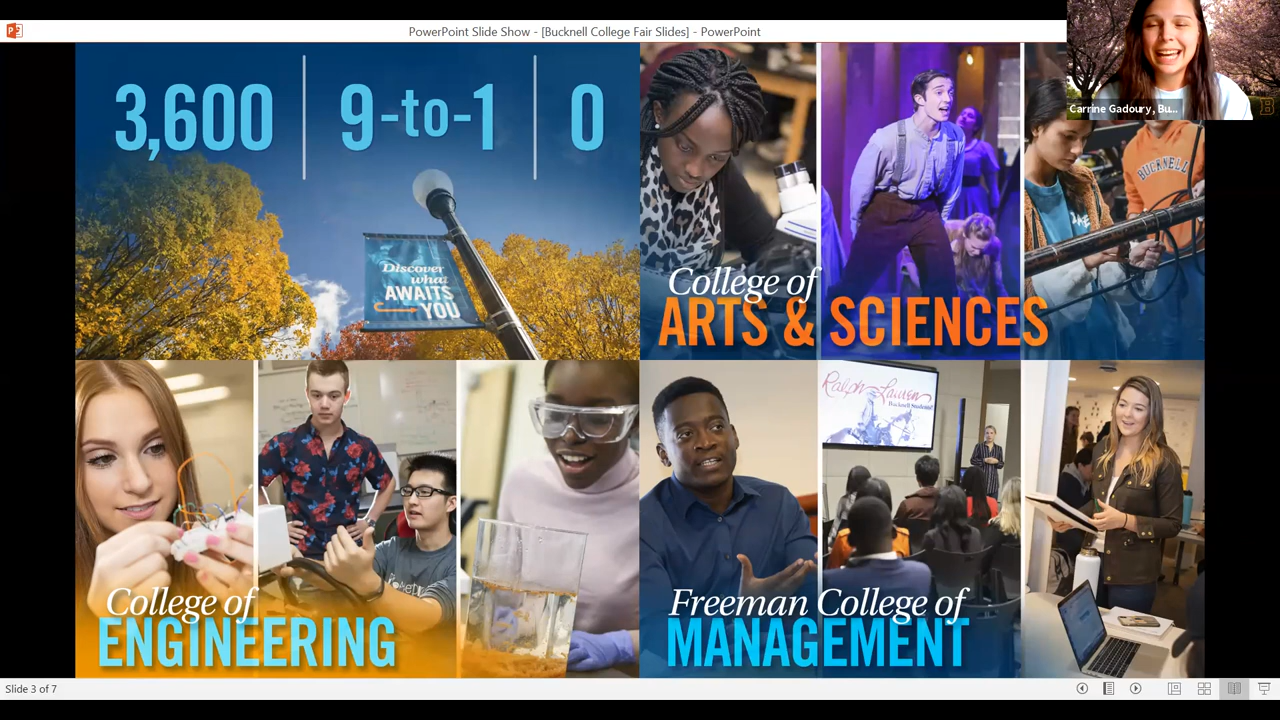 PowerPoint Slide Show - [Bucknell College Fair Slides] - PowerPoint
Carrine Gadoury, Bu...
3,600
9-to-1
0
Discover
what
AWAITS
YOU
BUCKNELL
College of
ARTS & SCIENCES
College of
ENGINEERING
Ralph Lauren
Bucknell Students!
Freeman College of
MANAGEMENT
Slide 3 of 7